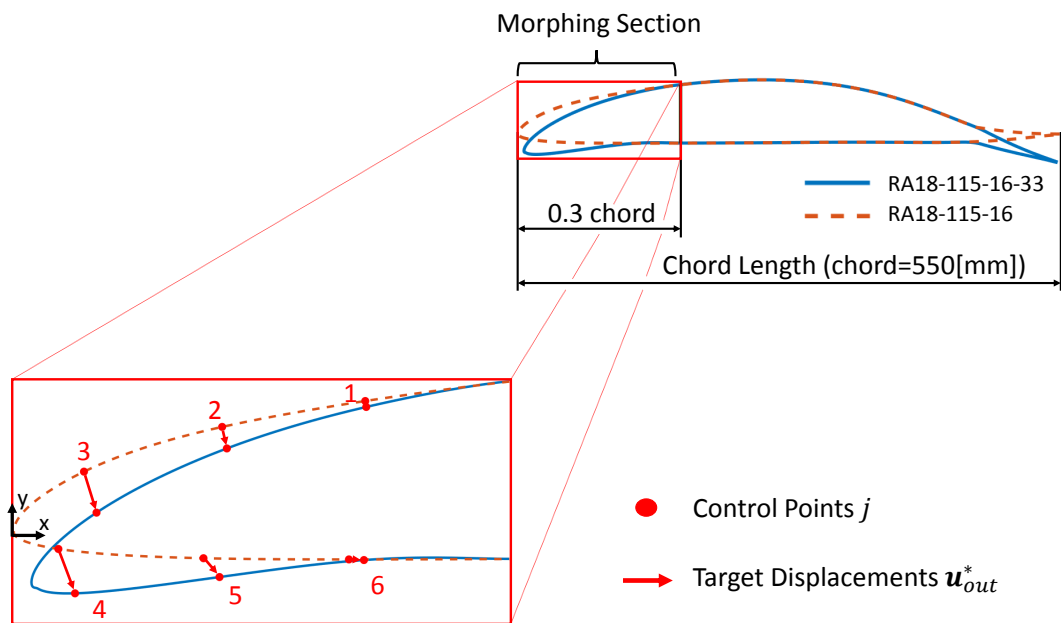 Morphing Section
RA18-115-16-33
RA18-115-16
0.3 chord
Chord Length (chord=550[mm])
1
2
3
y
x
4
5
6
Control Points j
Target Displacements u*out